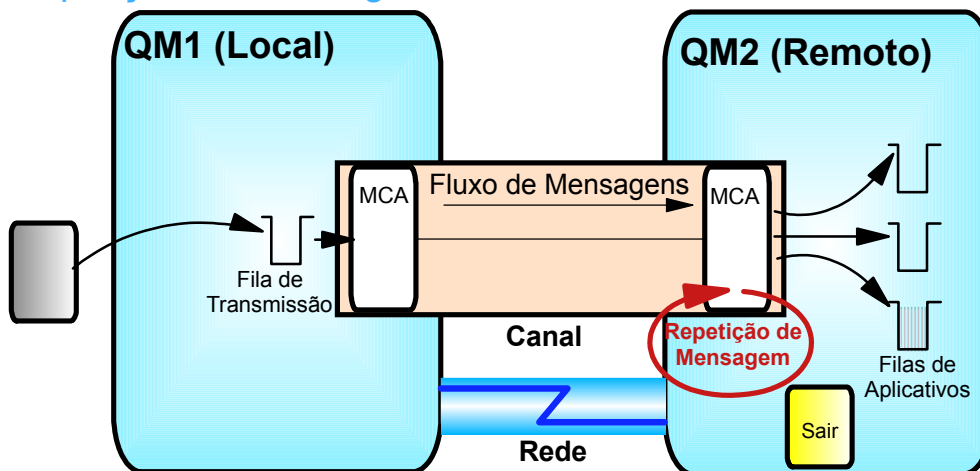 QM1 (Local)
QM2 (Remoto)
MCA
Fluxo de Mensagens
MCA
Fila de
Transmissão
Canal
Repetição de
Mensagem
Filas de
Aplicativos
Sair
Rede